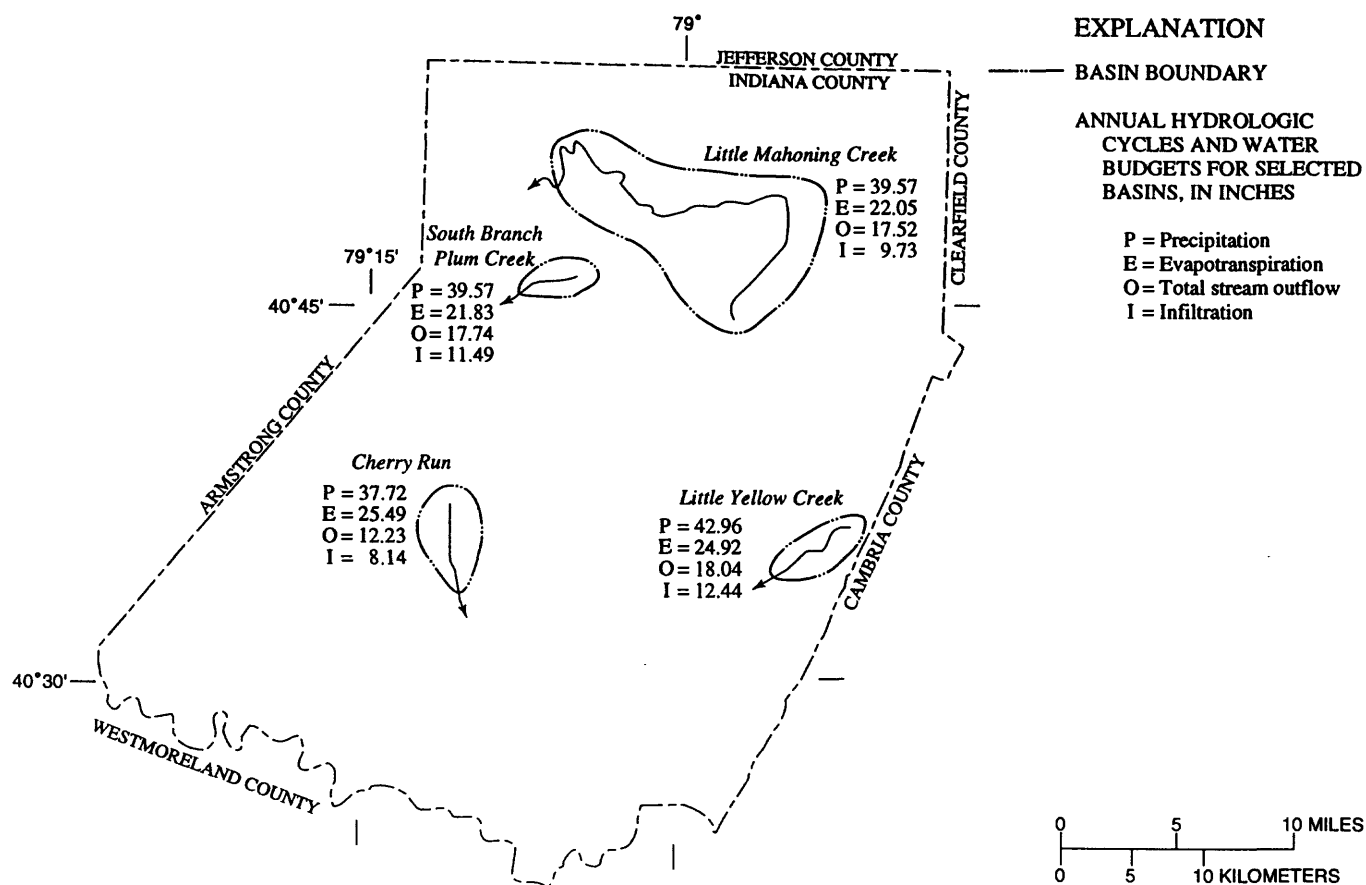 79°
JEFFERSON COUNTY
INDIANA COUNTY
CLEARFIELD COUNTY
Little Mahoning Creek
P = 39.57
E = 22.05
O = 17.52
I = 9.73
South Branch
Plum Creek
P = 39.57
E = 21.83
O = 17.74
I = 11.49
79°15'
40°45'
ARMSTRONG COUNTY
Cherry Run
P = 37.72
E = 25.49
O = 12.23
I = 8.14
Little Yellow Creek
P = 42.96
E = 24.92
O = 18.04
I = 12.44
CAMBRIA COUNTY
40°30'
WESTMORELAND COUNTY
EXPLANATION
BASIN BOUNDARY
ANNUAL HYDROLOGIC
CYCLES AND WATER
BUDGETS FOR SELECTED
BASINS, IN INCHES
P = Precipitation
E = Evapotranspiration
O = Total stream outflow
I = Infiltration
0 5 10 MILES
0 5 10 KILOMETERS